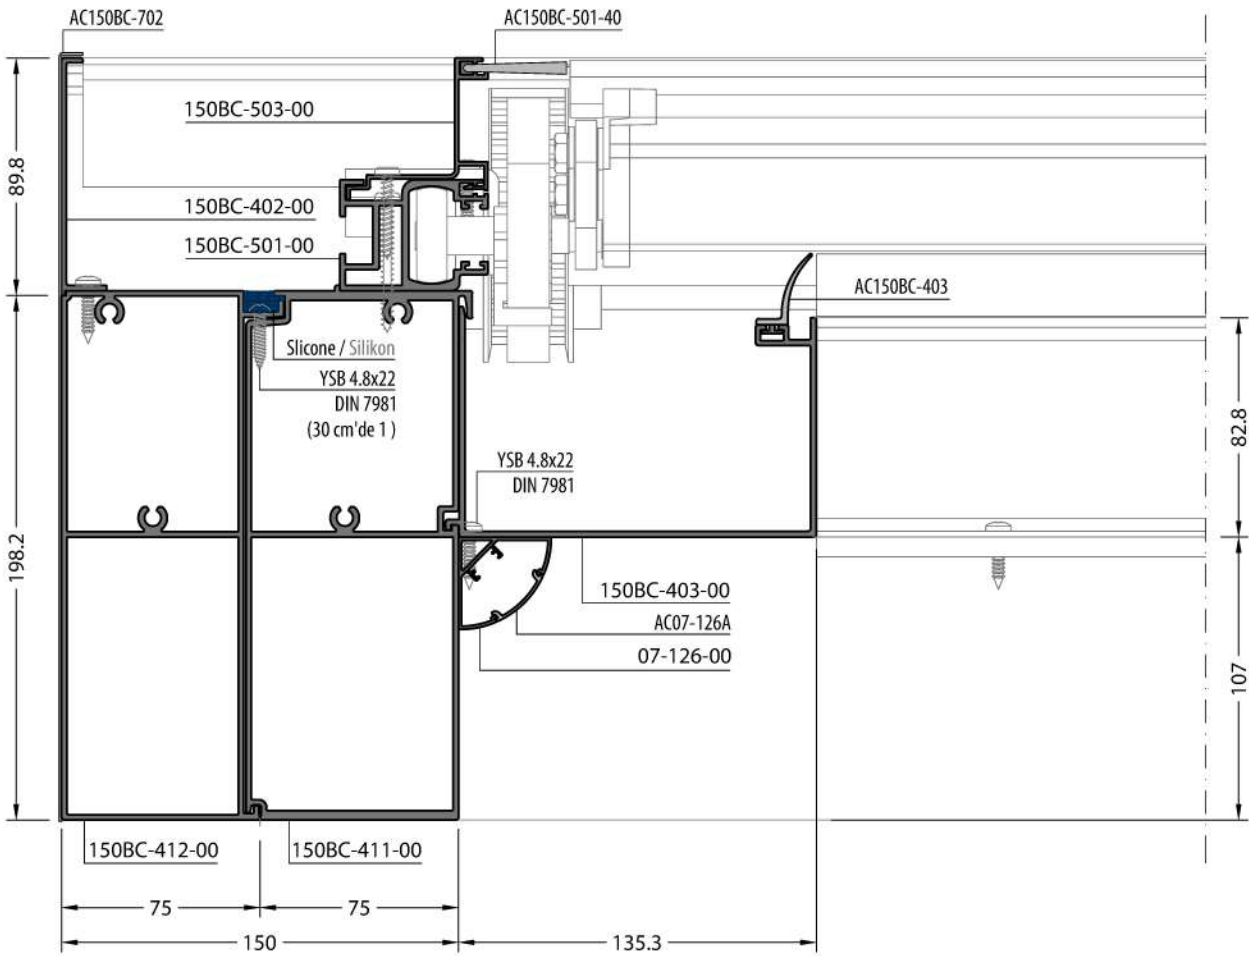 AC150BC-702
AC150BC-501-40
150BC-503-00
89.8
150BC-402-00
150BC-501-00
AC150BC-403
Slicone / Silikon
YSB 4.8x22
DIN 7981
(30 cm'de 1 )
82.8
YSB 4.8x22
DIN 7981
198.2
150BC-403-00
AC07-126A
07-126-00
107
150BC-412-00
150BC-411-00
75
75
150
135.3